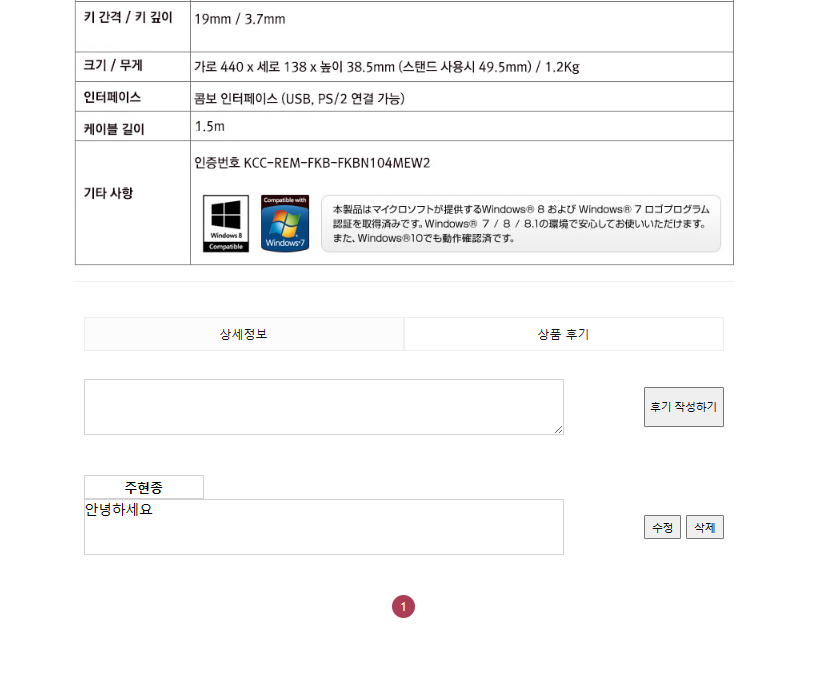 키 간격 / 키 깊이
19mm / 3.7mm
크기 / 무게
가로 440 x 세로 138 x 높이 38.5mm (스탠드 사용시 49.5mm) / 1.2Kg
인터페이스
콤보 인터페이스 (USB, PS/2 연결 가능)
케이블 길이
1.5m
기타 사항
인증번호 KCC-REM-FKB-FKBN104MEW2
Windows 8
Compatible
Compatible with
Windows 7
本製品はマイクロソフトが提供するWindows® 8 および Windows® 7 ロゴプログラム
認証を取得済みです。Windows® 7 / 8 / 8.1の環境で安心してお使いいただけます。
また、Windows®10でも動作確認済です。
상세정보
상품 후기
후기 작성하기
주현종
안녕하세요
수정
삭제
1